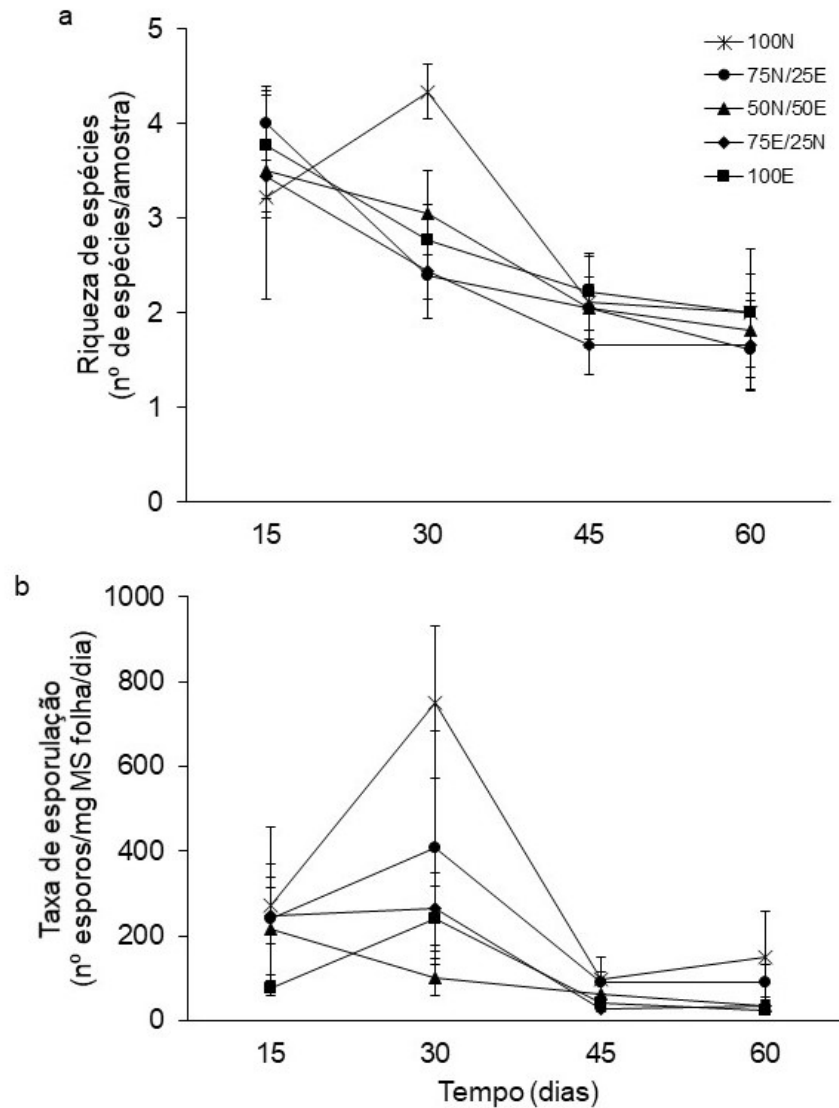 a
Riqueza de espécies
(nº de espécies/amostra)
5
4
3
2
1
0
100N
75N/25E
50N/50E
75E/25N
100E
15 30 45 60
b
Taxa de esporulação
(nº esporos/mg MS folha/dia)
1000
800
600
400
200
0
15 30 45 60
Tempo (dias)